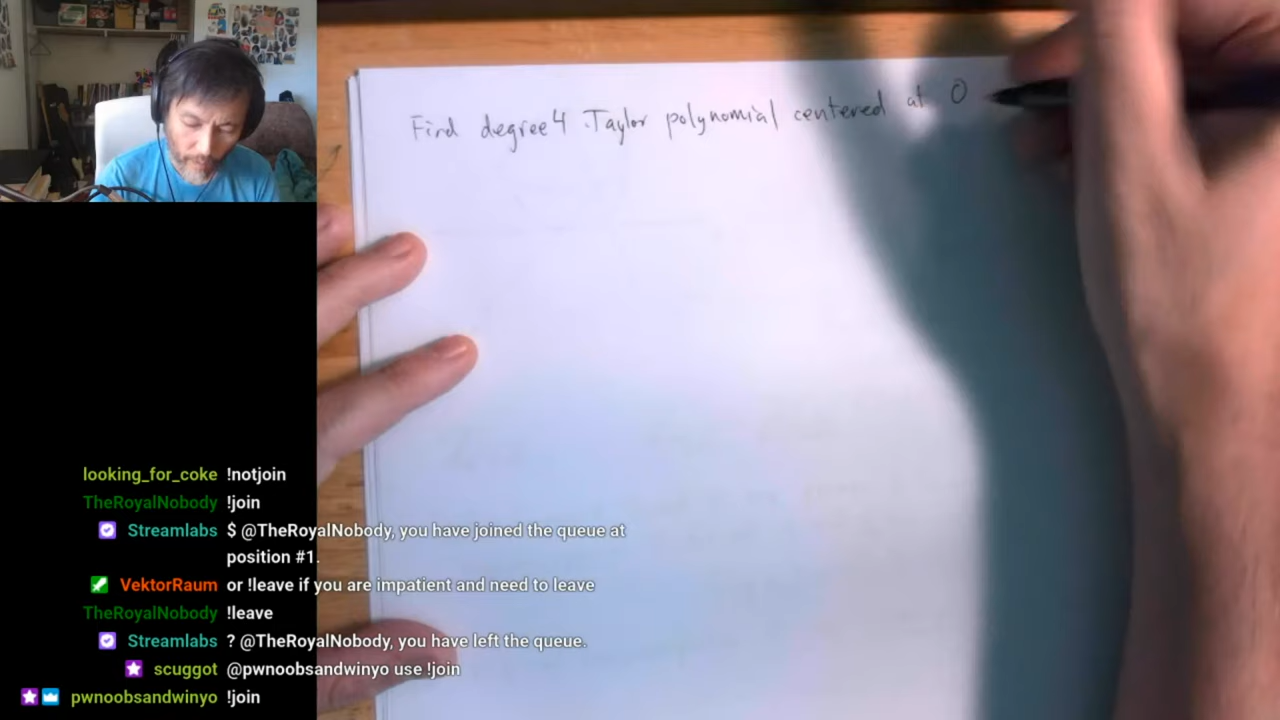 Find degree 4 Taylor polynomial centered at 0
looking_for_coke !notjoin
TheRoyalNobody !join
Streamlabs $ @TheRoyalNobody, you have joined the queue at
position #1.
VektorRaum or !leave if you are impatient and need to leave
TheRoyalNobody !leave
Streamlabs ? @TheRoyalNobody, you have left the queue.
scuggot @pwnoobsandwinyo use !join
pwnoobsandwinyo !join